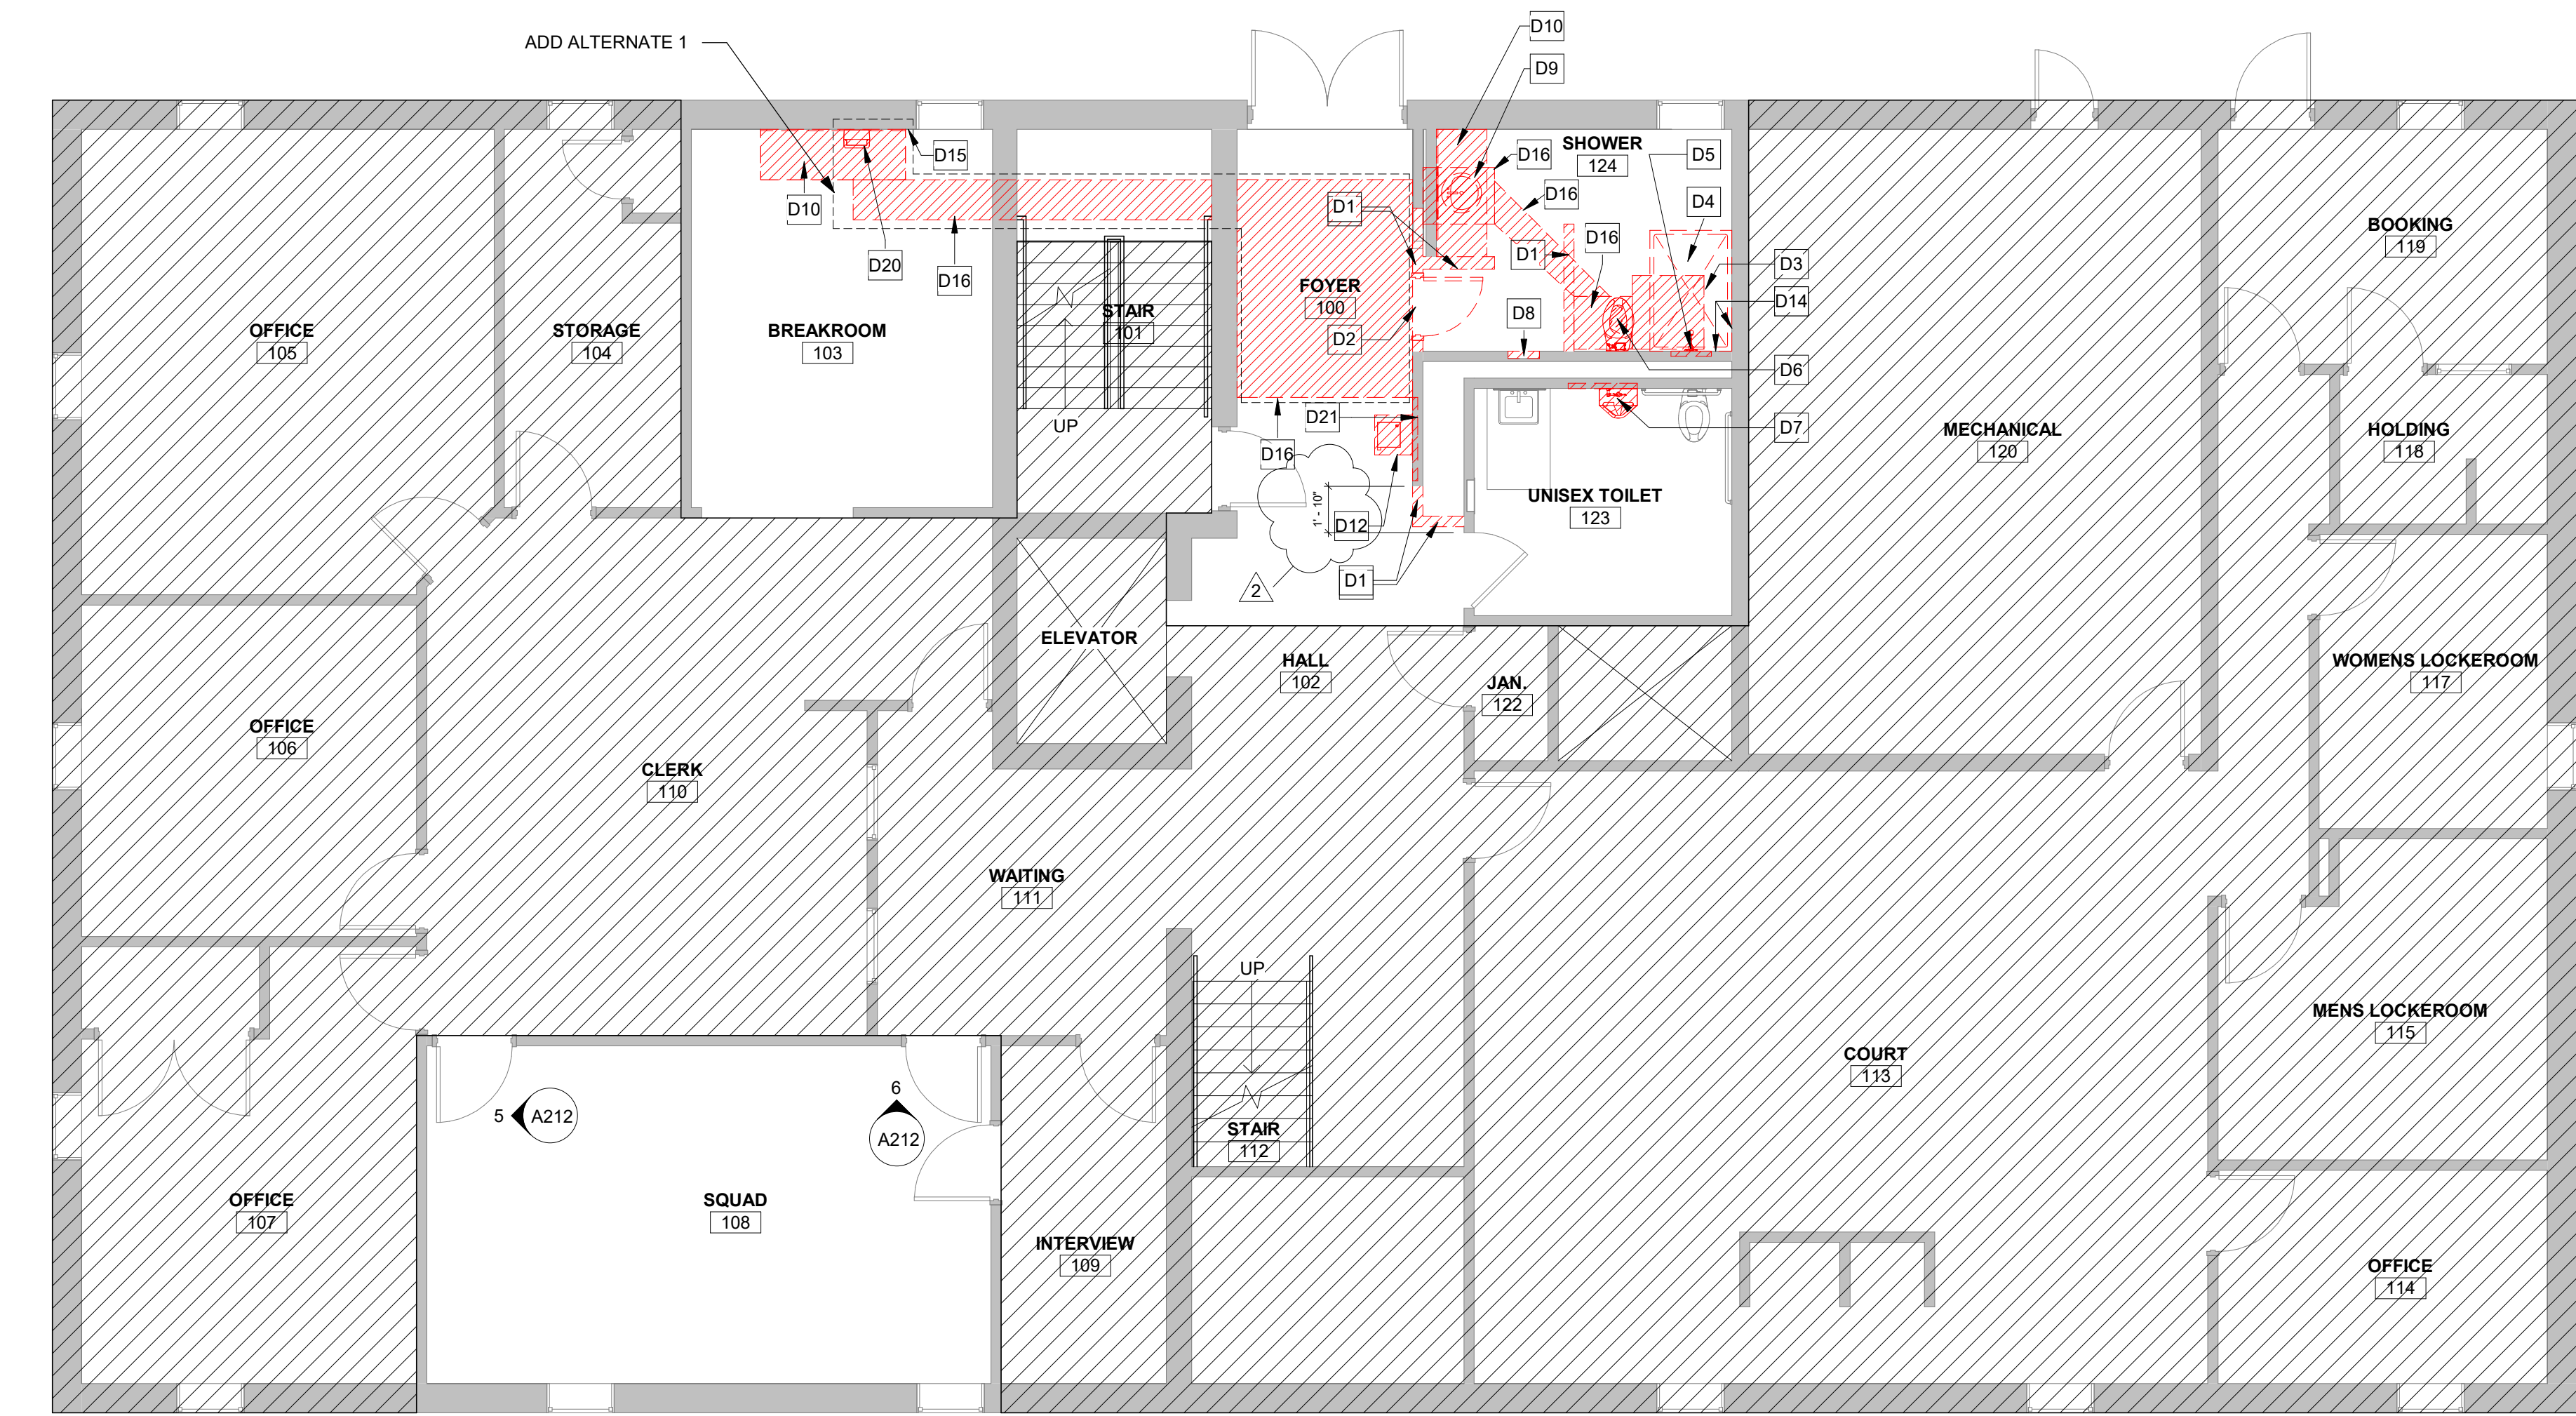 D10
ADD ALTERNATE 1
D9
SHOWER
124
D15
D16
D5
D16
D4
D10
D1
BOOKING
119
D1
D16
D20
D16
D3
FOYER
100
D14
STAIR
101
D8
OFFICE
105
STORAGE
104
BREAKROOM
103
D2
D6
D21
UP
D7
MECHANICAL
120
HOLDING
118
D16
UNISEX TOILET
123
1' - 10"
D12
D1
2
ELEVATOR
HALL
102
WOMENS LOCKEROOM
117
JAN.
122
OFFICE
106
CLERK
110
WAITING
111
UP
MENS LOCKEROOM
115
COURT
113
5
A212
6
A212
STAIR
112
OFFICE
107
SQUAD
108
INTERVIEW
109
OFFICE
114